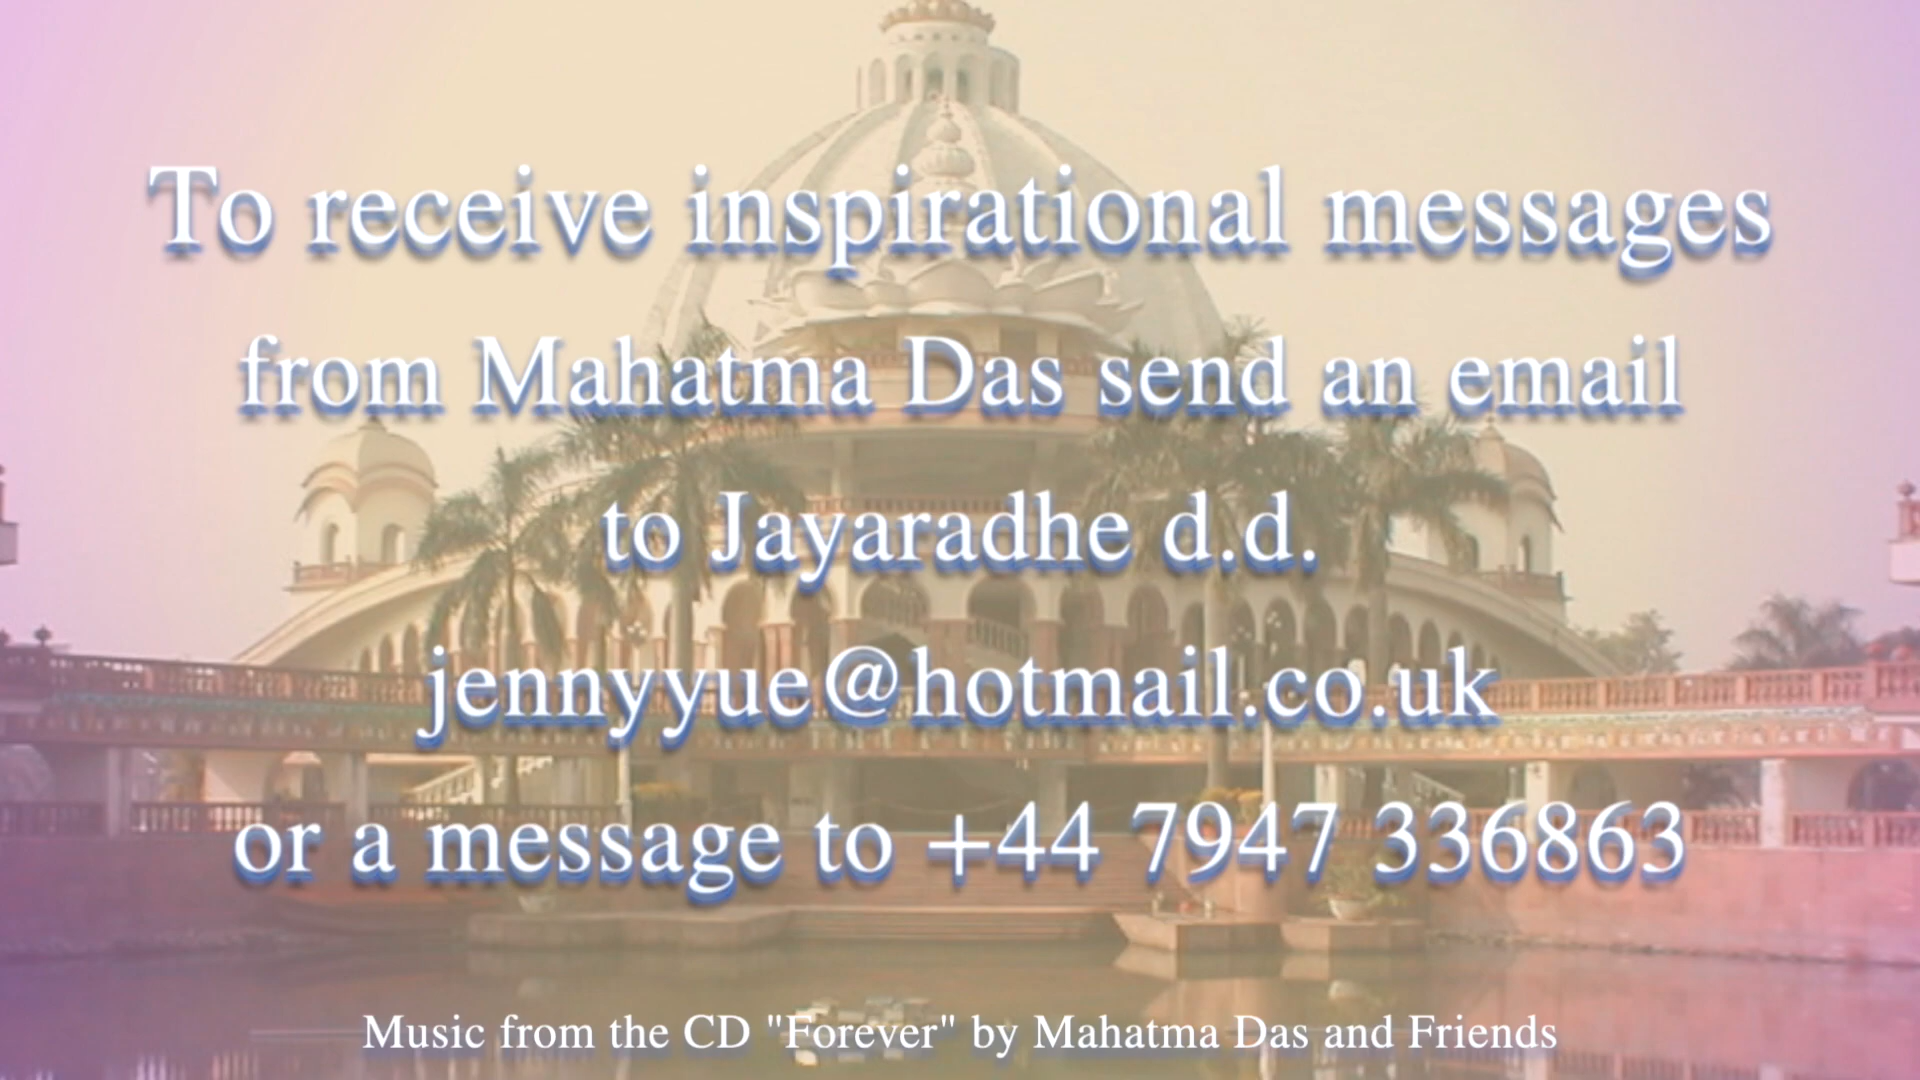 To receive inspirational messages
from Mahatma Das send an email
to Jayaradhe d.d.
jennyyue@hotmail.co.uk
or a message to +44 7947 336863
Music from the CD "Forever" by Mahatma Das and Friends